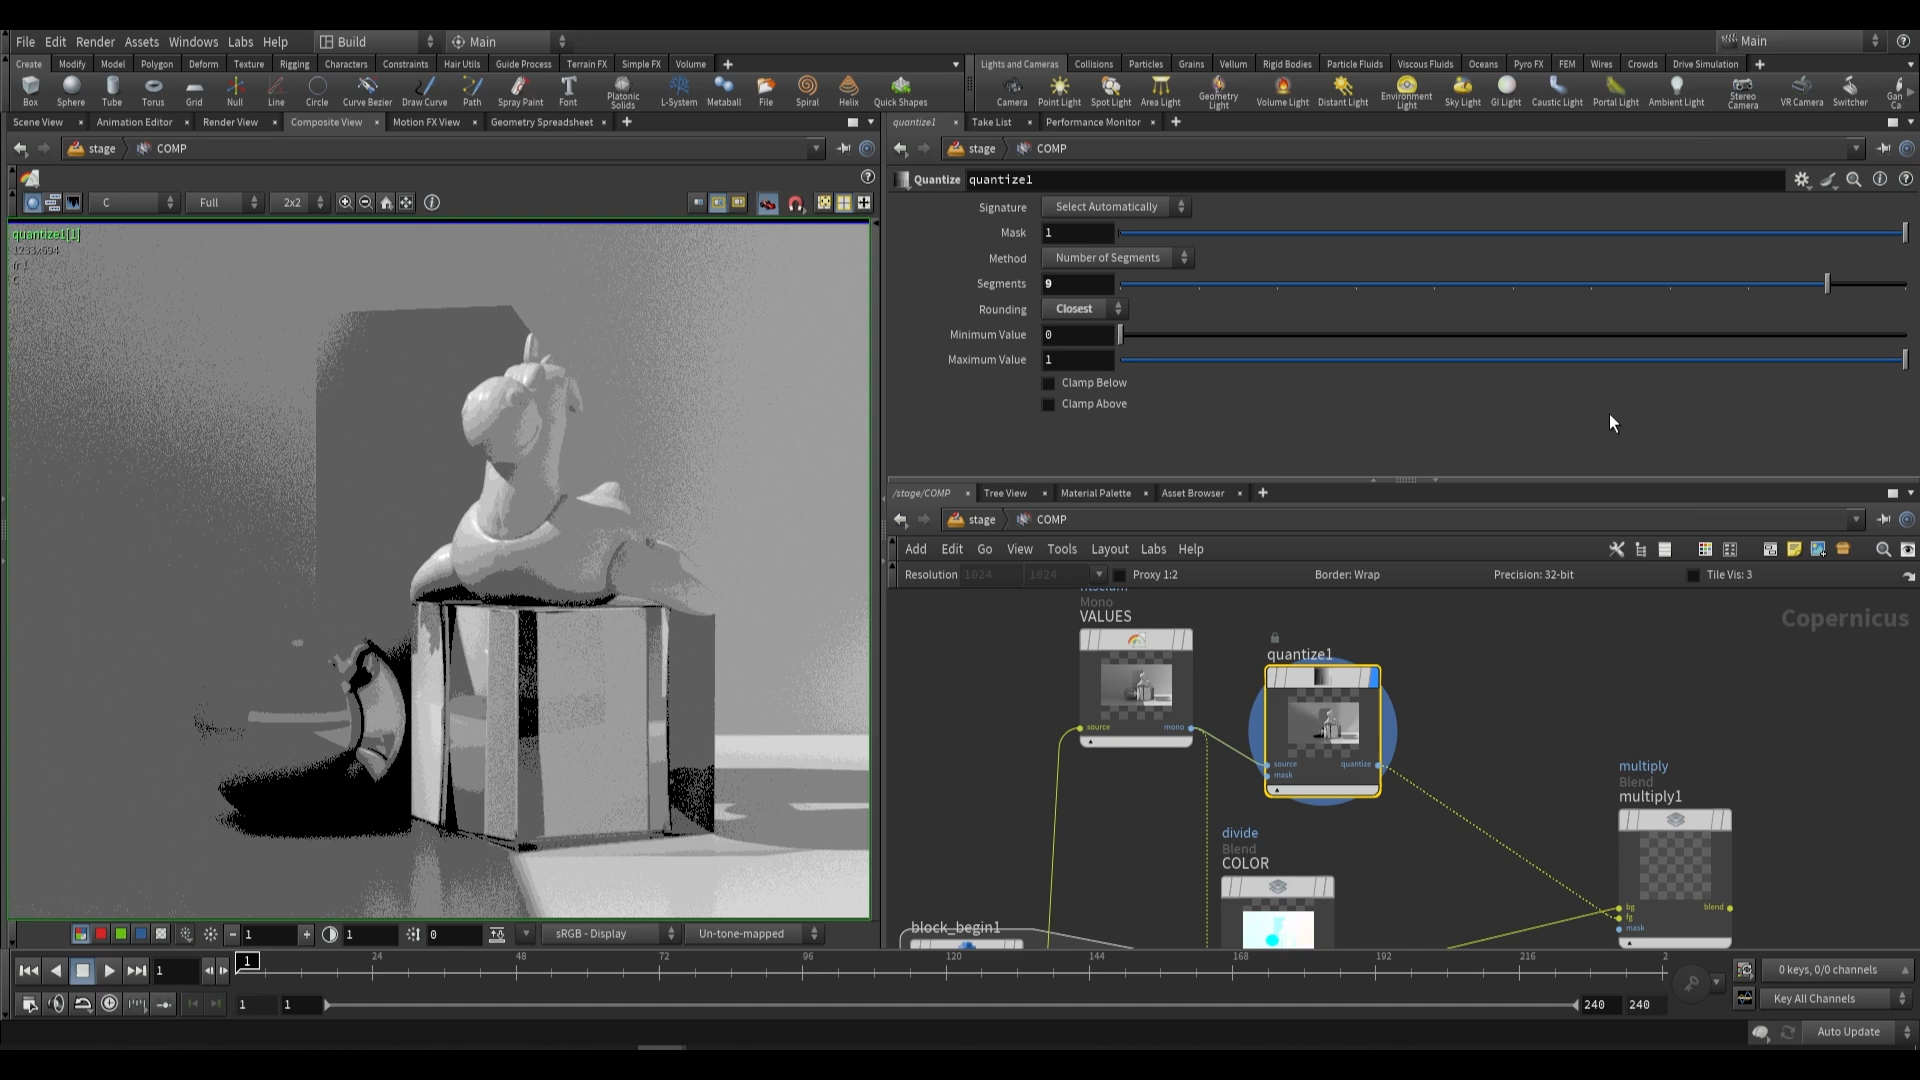 File Edit Render Assets Windows Labs Help Build Main Main
Create Modify Model Polygon Deform Texture Rigging Characters Constraints Hair Utils Guide Process Terrain FX Simple FX Volume
Box Sphere Tube Torus Grid Null Line Circle Curve Bezier Draw Curve Path Spray Paint Font Platonic Solids L-System Metaball File Spiral Helix Quick Shapes
Lights and Cameras Collisions Particles Grains Vellum Rigid Bodies Particle Fluids Viscous Fluids Oceans Pyro FX FEM Wires Crowds Drive Simulation
Camera Point Light Spot Light Area Light Geometry Light Volume Light Distant Light Environment Light Sky Light GI Light Caustic Light Portal Light Ambient Light Stereo Camera VR Camera Switcher Gan Ca
Scene View Animation Editor Render View Composite View Motion FX View Geometry Spreadsheet
stage COMP
C Full 2x2
quantize1[1]
1233x694
fr 1
C
1 1 0 sRGB - Display Un-tone-mapped
quantize1 Take List Performance Monitor
stage COMP
Quantize quantize1
Signature Select Automatically
Mask 1
Method Number of Segments
Segments 9
Rounding Closest
Minimum Value 0
Maximum Value 1
Clamp Below
Clamp Above
/stage/COMP Tree View Material Palette Asset Browser
stage COMP
Add Edit Go View Tools Layout Labs Help
Resolution 1024 1024 Proxy 1:2 Border: Wrap Precision: 32-bit Tile Vis: 3
Copernicus
Mono
VALUES
source mono
quantize1
source quantize
mask
divide
Blend
COLOR
multiply
Blend
multiply1
bg blend
fg
mask
block_begin1
1 1 24 48 72 96 120 144 168 192 216 2
0 keys, 0/0 channels
1 1 240 240 Key All Channels
Auto Update